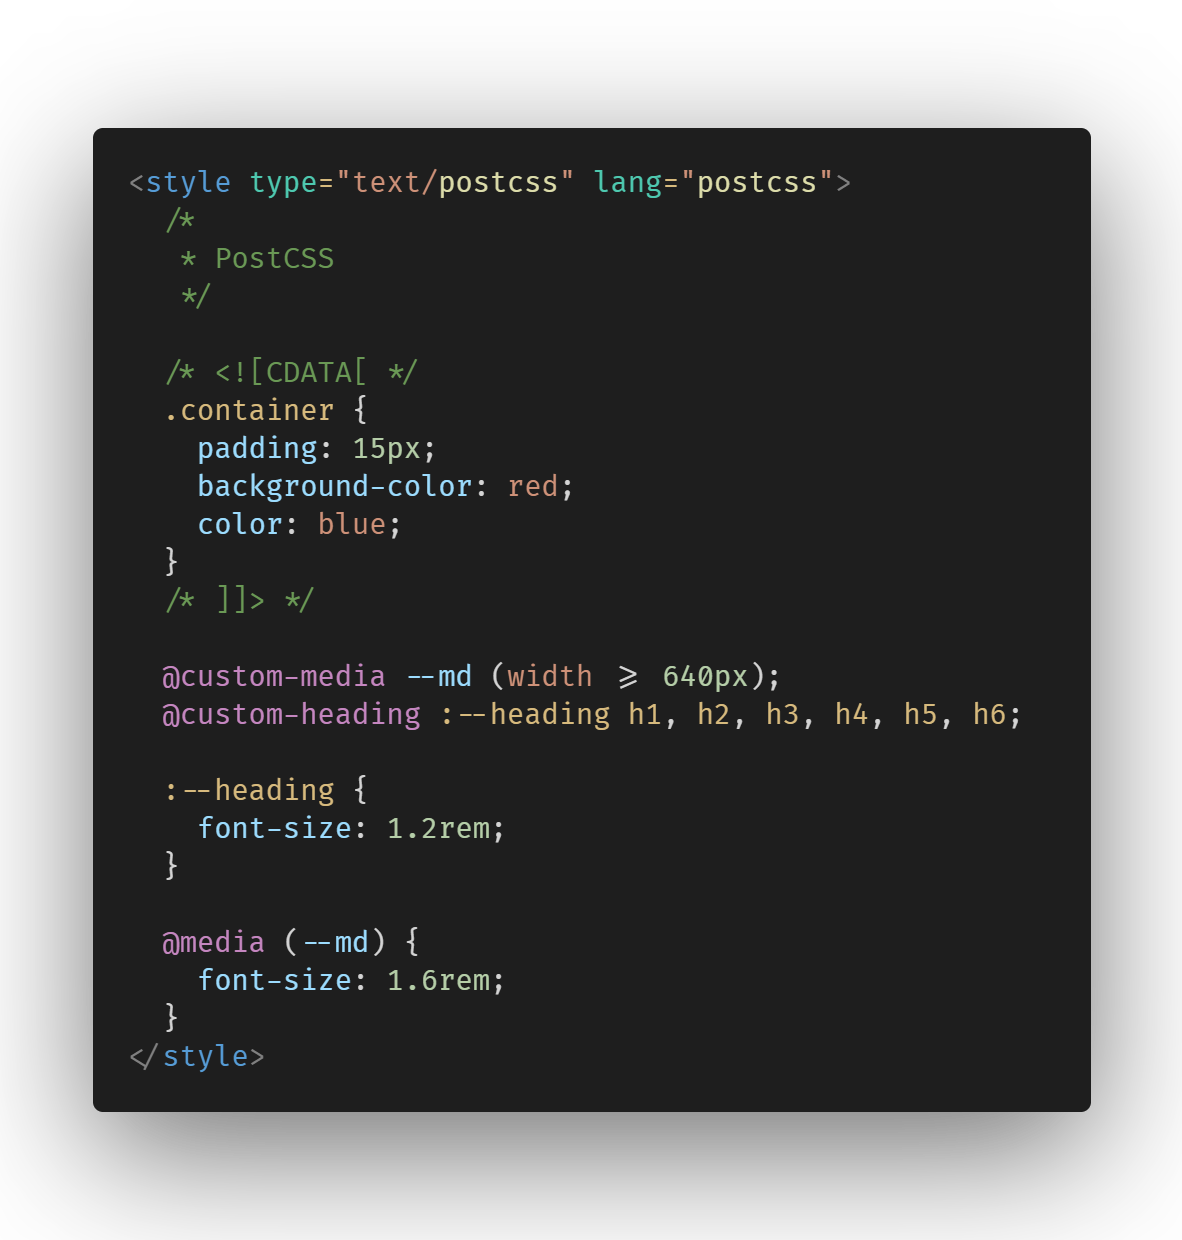 <style type="text/postcss" lang="postcss">
  /*
   * PostCSS
   */

  /* <![CDATA[ */
  .container {
    padding: 15px;
    background-color: red;
    color: blue;
  }
  /* ]]> */

  @custom-media --md (width >= 640px);
  @custom-heading :--heading h1, h2, h3, h4, h5, h6;

  :--heading {
    font-size: 1.2rem;
  }

  @media (--md) {
    font-size: 1.6rem;
  }
</style>